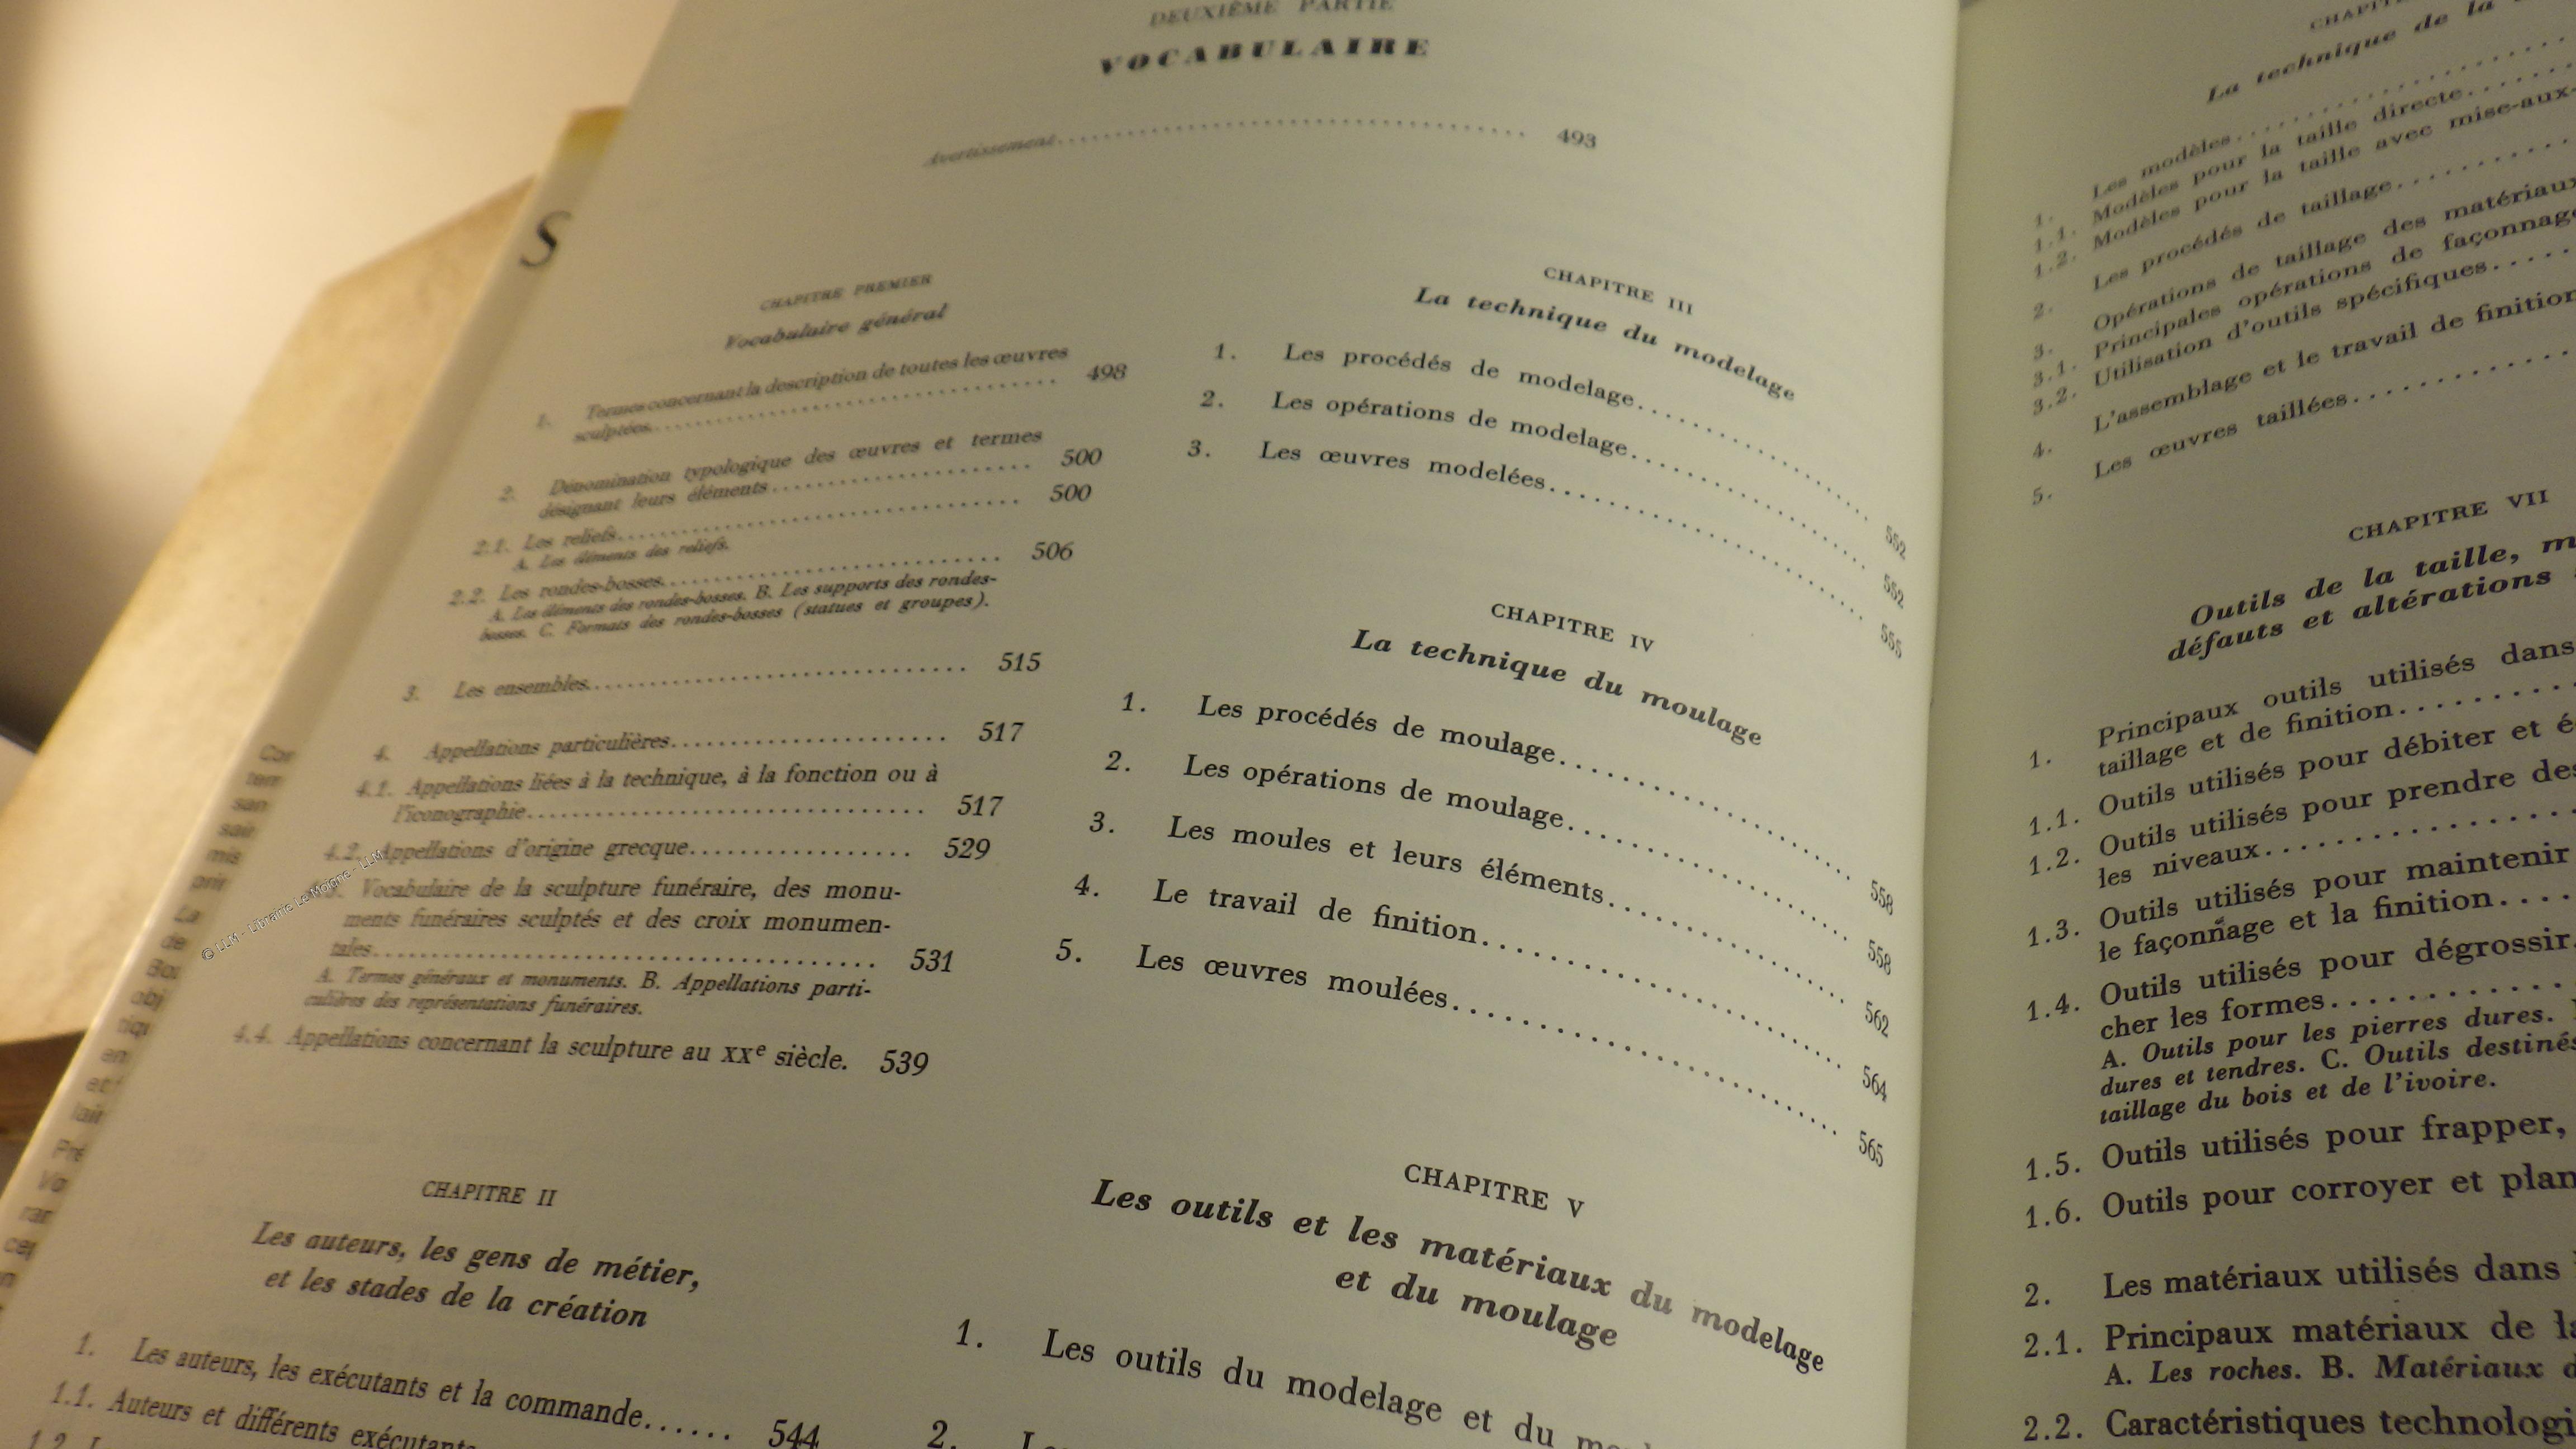 S
DEUXIÈME PARTIE
VOCABULAIRE
Avertissement........................................ 493
CHAPITRE PREMIER
Vocabulaire général
1. Termes concernant la description de toutes les œuvres
sculptées........................................ 498
2. Dénomination typologique des œuvres et termes
désignant leurs éléments........................ 500
2.1. Les reliefs........................................ 500
A. Les éléments des reliefs.
2.2. Les rondes-bosses................................ 506
A. Les éléments des rondes-bosses. B. Les supports des rondes-
bosses. C. Formats des rondes-bosses (statues et groupes).
3. Les ensembles.............................. 515
4. Appellations particulières...................... 517
4.1. Appellations liées à la technique, à la fonction ou à
l'iconographie.............................. 517
4.2. Appellations d'origine grecque................. 529
4.3. Vocabulaire de la sculpture funéraire, des monu-
ments funéraires sculptés et des croix monumen-
tales........................................ 531
A. Termes généraux et monuments. B. Appellations parti-
culières des représentations funéraires.
4.4. Appellations concernant la sculpture au XXe siècle. 539
CHAPITRE II
Les auteurs, les gens de métier,
et les stades de la création
1. Les auteurs, les exécutants et la commande...... 544
1.1. Auteurs et différents exécutants
1.2.
CHAPITRE III
La technique du modelage
1. Les procédés de modelage.................... 552
2. Les opérations de modelage.................... 552
3. Les œuvres modelées.......................... 555
CHAPITRE IV
La technique du moulage
1. Les procédés de moulage.................... 558
2. Les opérations de moulage.................... 558
3. Les moules et leurs éléments.................. 562
4. Le travail de finition........................ 564
5. Les œuvres moulées.......................... 565
CHAPITRE V
Les outils et les matériaux du modelage
et du moulage
1. Les outils du modelage et du
2.
La technique de la
1. Les modèles....................
1.1. Modèles pour la taille directe........
1.2. Modèles pour la taille avec mise-aux-
2. Les procédés de taillage............
3. Opérations de taillage des matériaux
3.1. Principales opérations de façonnage
3.2. Utilisation d'outils spécifiques.....
4. L'assemblage et le travail de finition
5. Les œuvres taillées...............
CHAPITRE VII
Outils de la taille,
défauts et altérations
1. Principaux outils utilisés dans
taillage et de finition..........
1.1. Outils utilisés pour débiter et
1.2. Outils utilisés pour prendre des
les niveaux..................
1.3. Outils utilisés pour maintenir
le façonnage et la finition....
1.4. Outils utilisés pour dégrossir,
cher les formes............
A. Outils pour les pierres dures.
dures et tendres. C. Outils destinés
taillage du bois et de l'ivoire.
1.5. Outils utilisés pour frapper,
1.6. Outils pour corroyer et
2. Les matériaux utilisés dans
2.1. Principaux matériaux de
A. Les roches. B. Matériaux
2.2. Caractéristiques
© LLM - Librairie Le Moigne - LLM